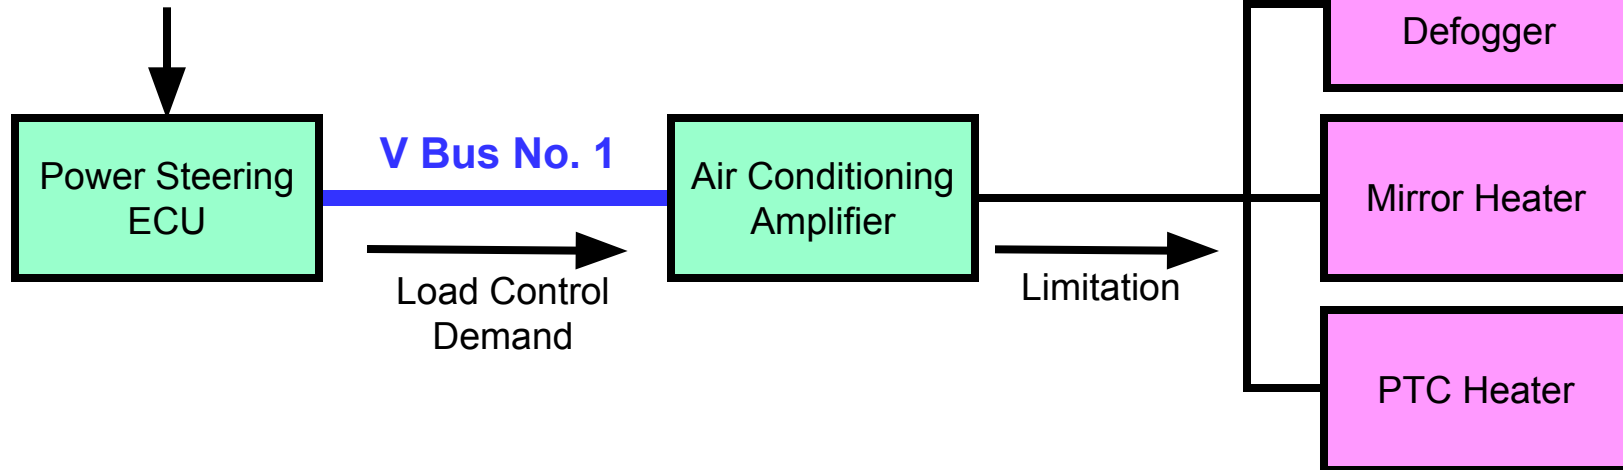 Defogger
Power Steering
ECU
V Bus No. 1
Air Conditioning
Amplifier
Mirror Heater
Load Control
Demand
Limitation
PTC Heater